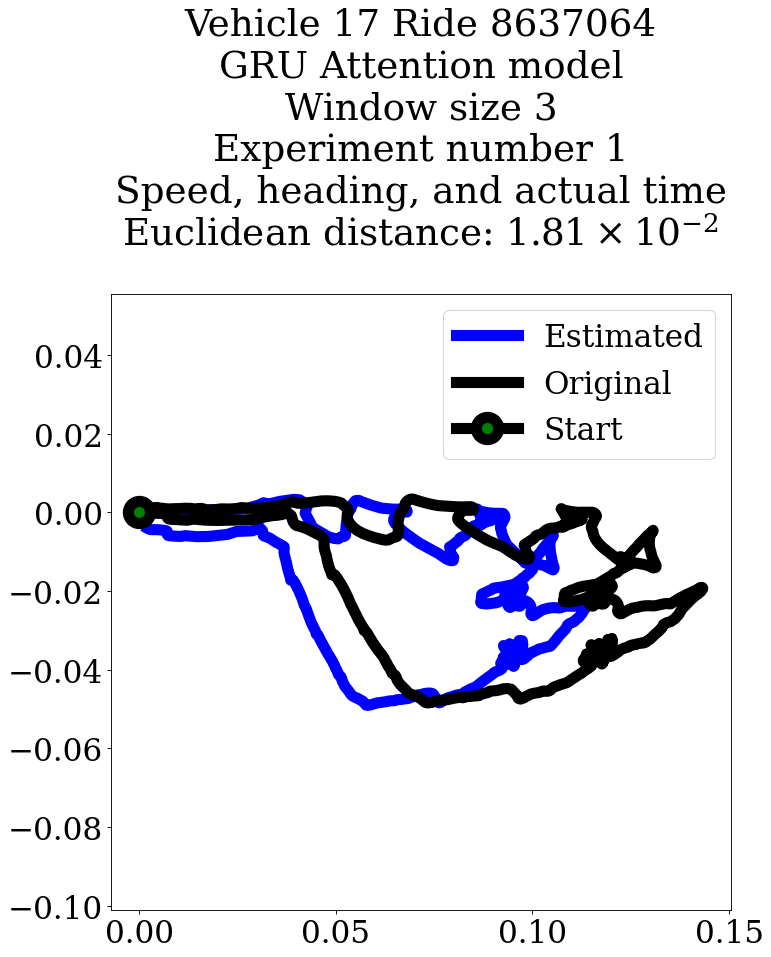 Vehicle 17 Ride 8637064
GRU Attention model
Window size 3
Experiment number 1
Speed, heading, and actual time
Euclidean distance: 1.81 × 10⁻²
Estimated
Original
Start
0.04
0.02
0.00
−0.02
−0.04
−0.06
−0.08
−0.10
0.00 0.05 0.10 0.15